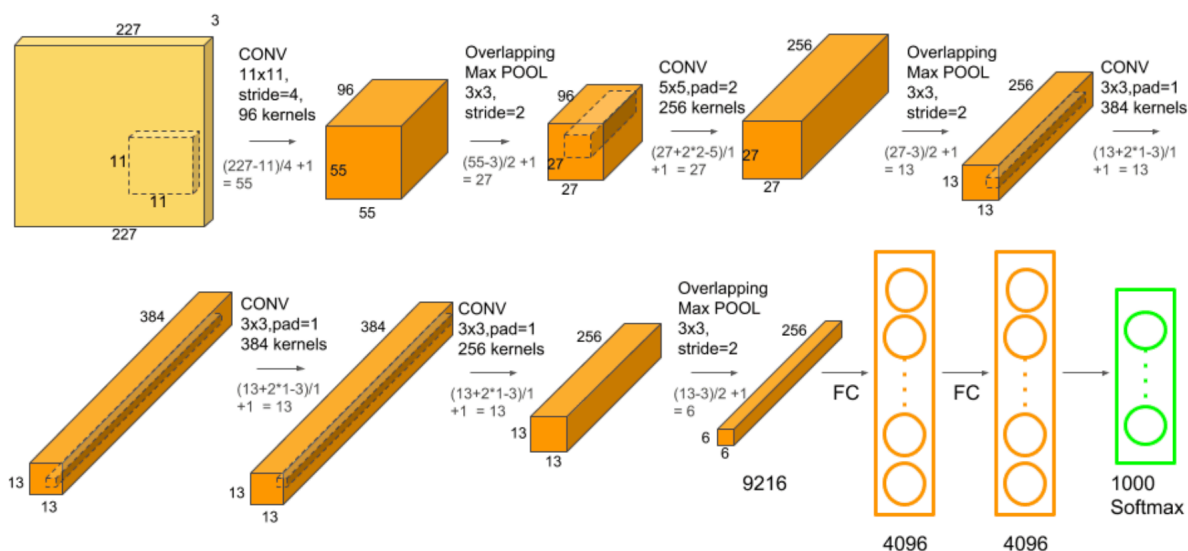 227
3
11
11
227
CONV
11x11,
stride=4,
96 kernels
(227-11)/4 +1
= 55
96
55
55
Overlapping
Max POOL
3x3,
stride=2
(55-3)/2 +1
= 27
96
27
27
CONV
5x5,pad=2
256 kernels
(27+2*2-5)/1
+1 = 27
256
27
27
Overlapping
Max POOL
3x3,
stride=2
(27-3)/2 +1
= 13
256
13
13
CONV
3x3,pad=1
384 kernels
(13+2*1-3)/1
+1 = 13
384
13
13
CONV
3x3,pad=1
384 kernels
(13+2*1-3)/1
+1 = 13
384
13
13
CONV
3x3,pad=1
256 kernels
(13+2*1-3)/1
+1 = 13
256
13
13
Overlapping
Max POOL
3x3,
stride=2
(13-3)/2 +1
= 6
256
6
6
9216
FC
4096
FC
4096
1000
Softmax